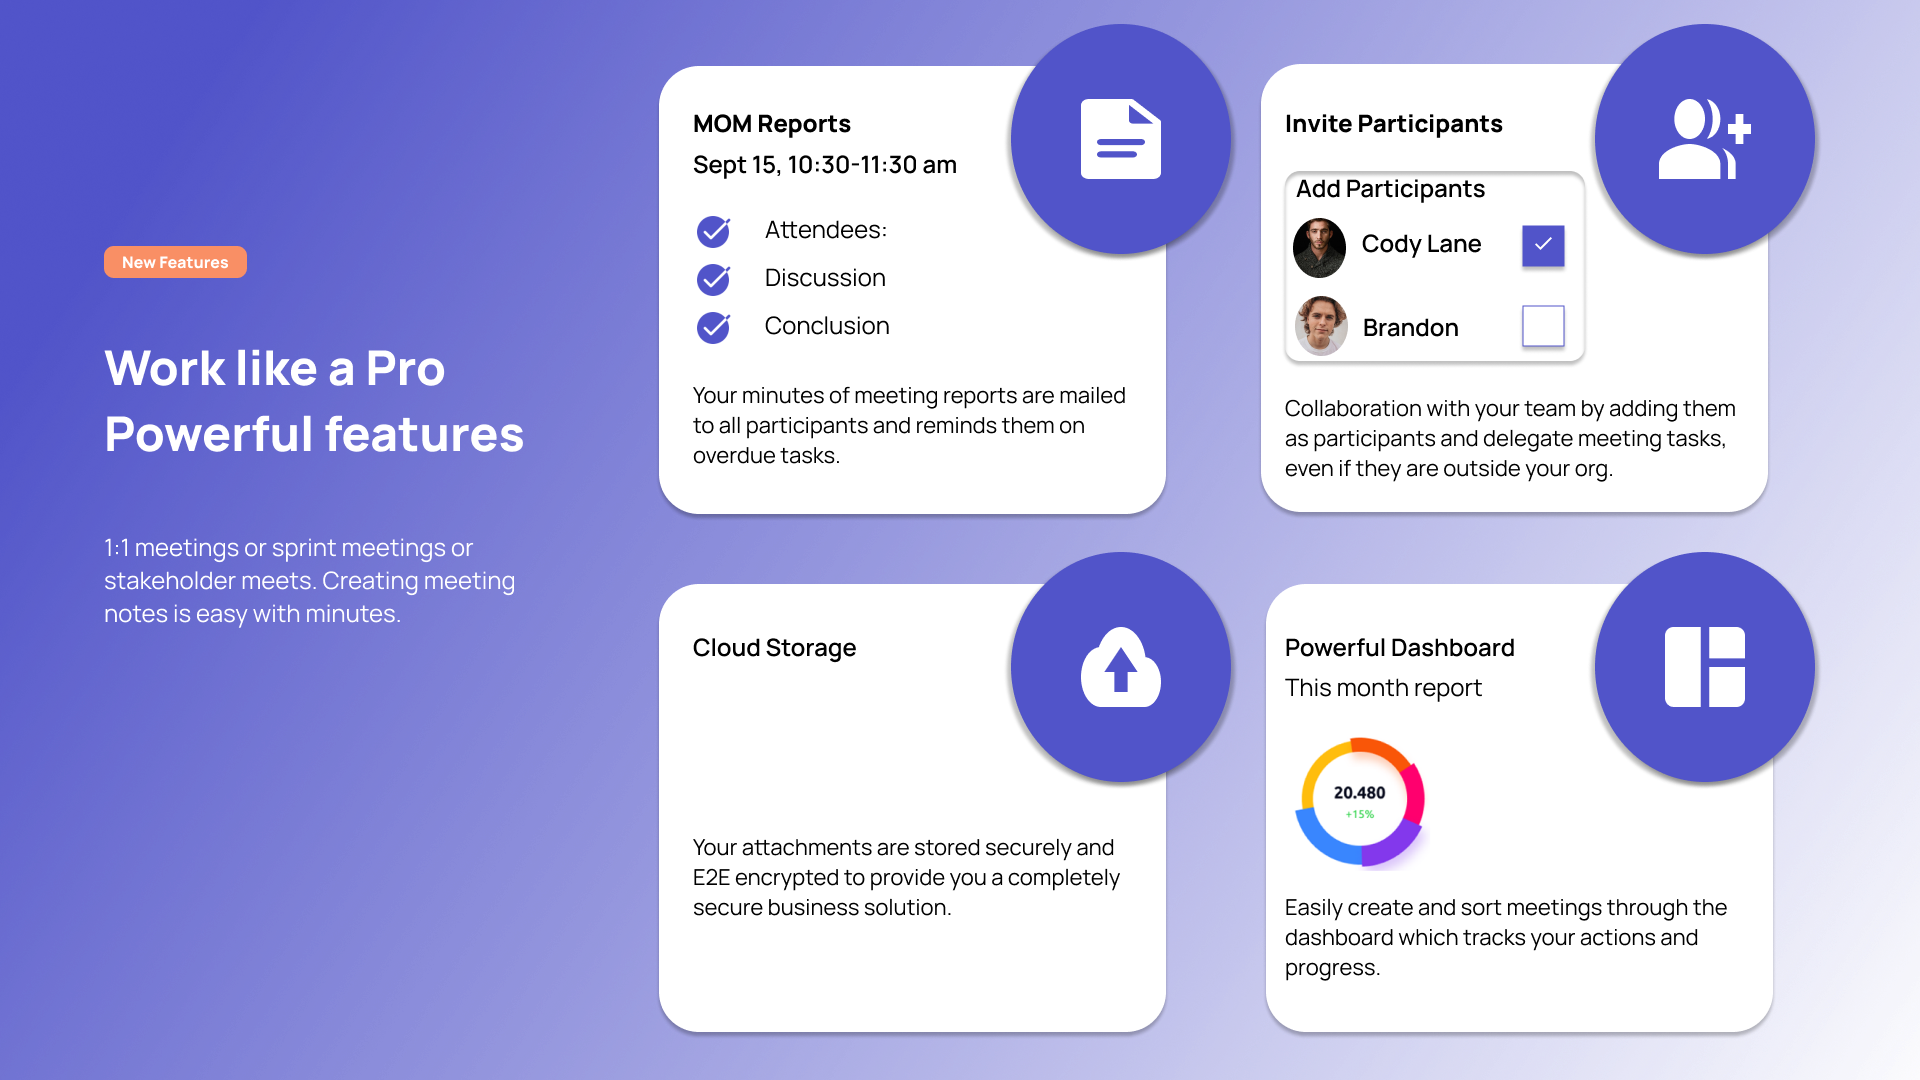 New Features
Work like a Pro
Powerful features
1:1 meetings or sprint meetings or
stakeholder meets. Creating meeting
notes is easy with minutes.
MOM Reports
Sept 15, 10:30-11:30 am
Attendees:
Discussion
Conclusion
Your minutes of meeting reports are mailed
to all participants and reminds them on
overdue tasks.
Invite Participants
Add Participants
Cody Lane
Brandon
Collaboration with your team by adding them
as participants and delegate meeting tasks,
even if they are outside your org.
Cloud Storage
Your attachments are stored securely and
E2E encrypted to provide you a completely
secure business solution.
Powerful Dashboard
This month report
20.480
+15%
Easily create and sort meetings through the
dashboard which tracks your actions and
progress.